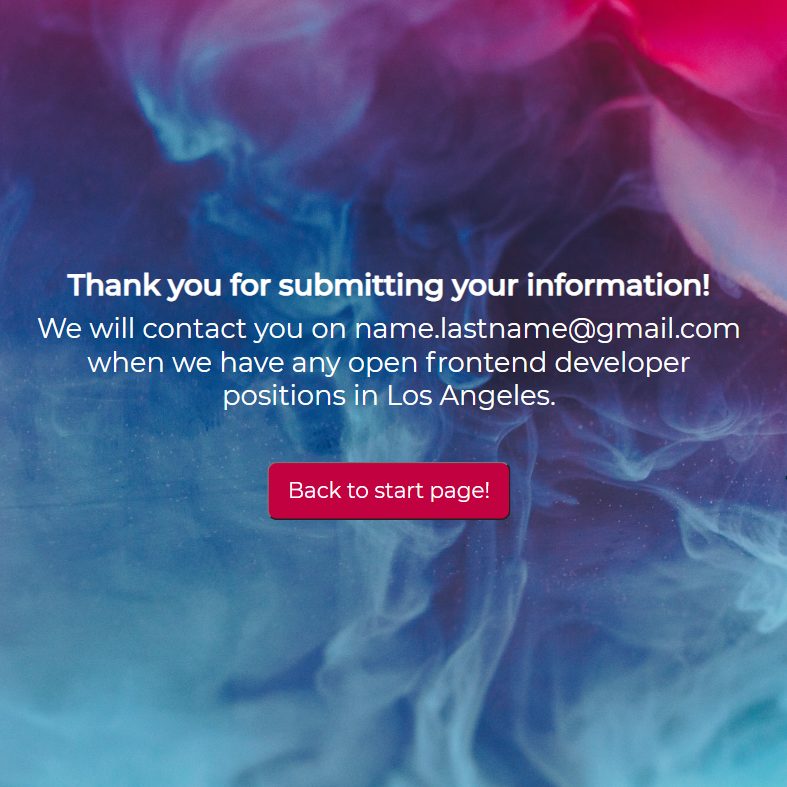 Thank you for submitting your information!
We will contact you on name.lastname@gmail.com
when we have any open frontend developer
positions in Los Angeles.
Back to start page!